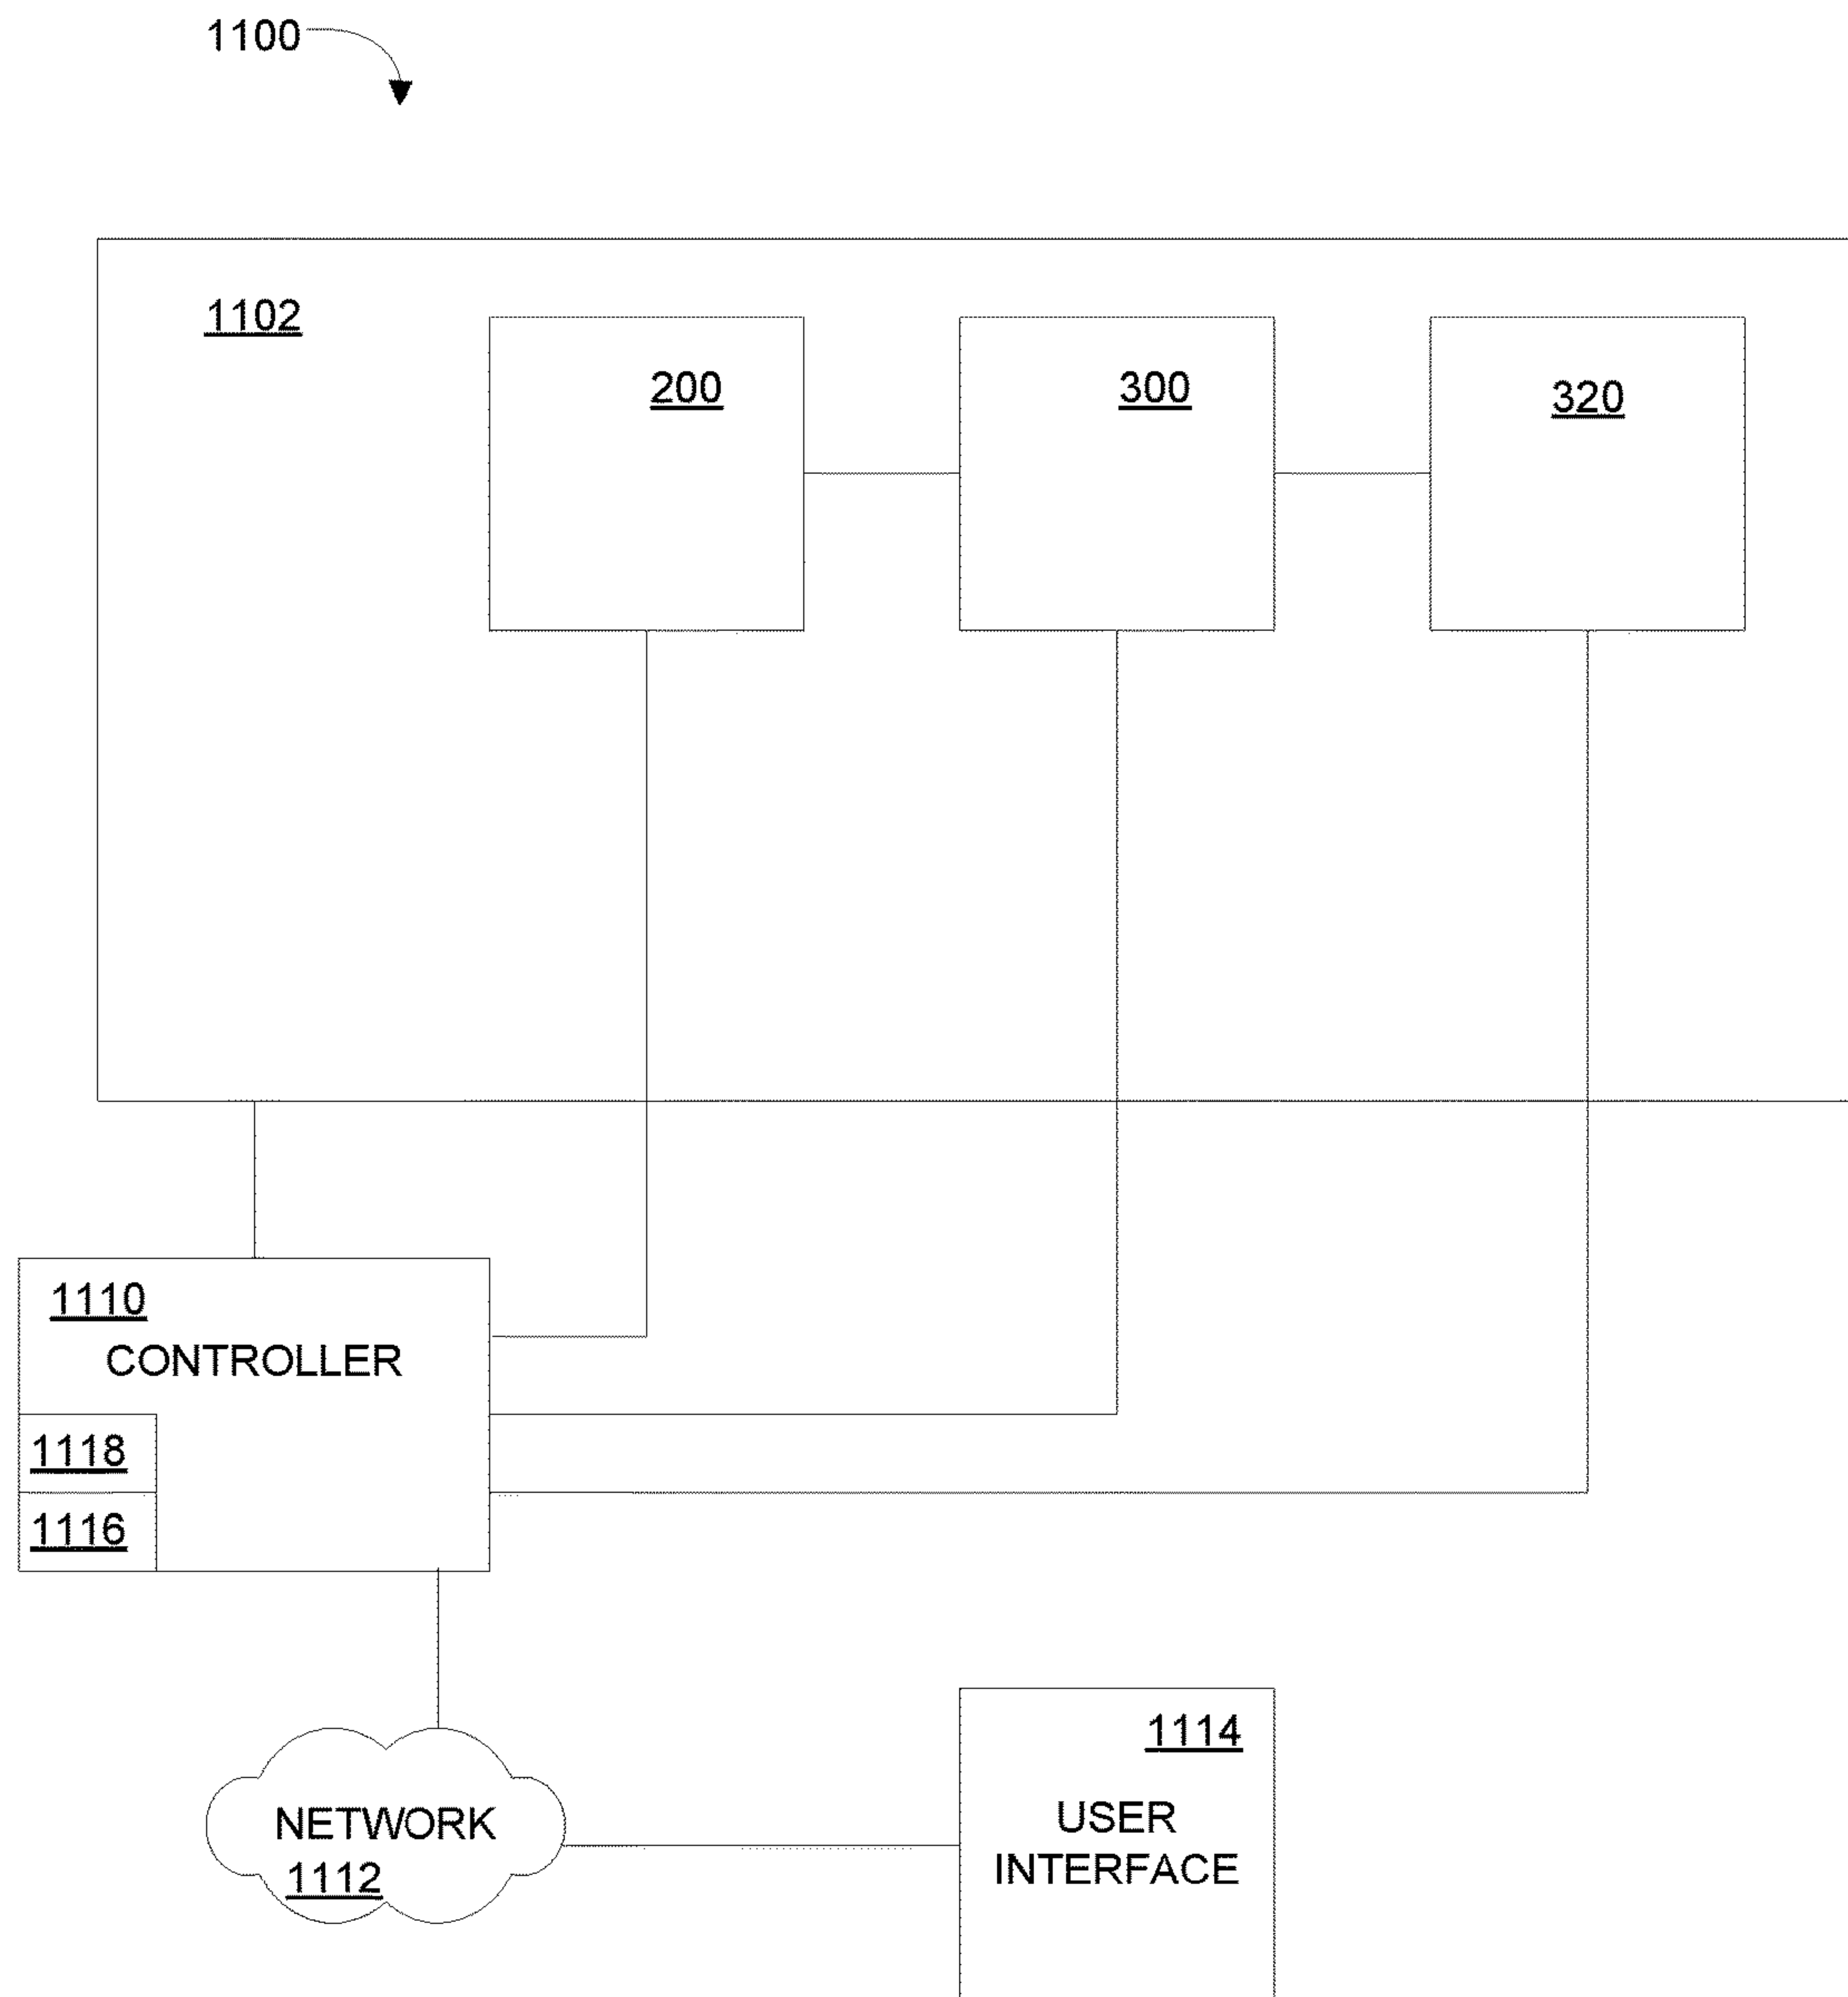 1100
1102
200
300
320
1110
CONTROLLER
1118
1116
NETWORK
1112
1114
USER
INTERFACE